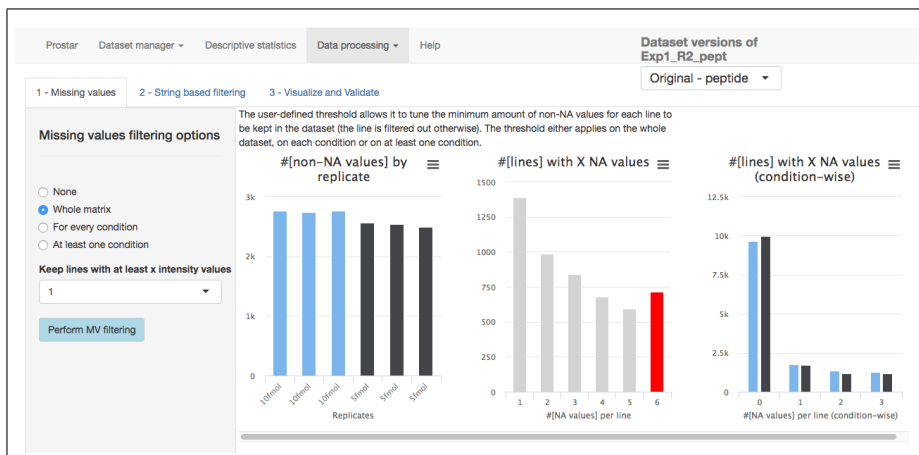 Prostar Dataset manager Descriptive statistics Data processing Help
Dataset versions of
Exp1_R2_pept
Original - peptide
1 - Missing values 2 - String based filtering 3 - Visualize and Validate
Missing values filtering options
None
Whole matrix
For every condition
At least one condition
Keep lines with at least x intensity values
1
Perform MV filtering
The user-defined threshold allows it to tune the minimum amount of non-NA values for each line to
be kept in the dataset (the line is filtered out otherwise). The threshold either applies on the whole
dataset, on each condition or on at least one condition.
#[non-NA values] by
replicate
3k
2k
1k
0
10fmol 10fmol 10fmol 5fmol 5fmol 5fmol
Replicates
#[lines] with X NA values
1500
1250
1000
750
500
250
0
1 2 3 4 5 6
#[NA values] per line
#[lines] with X NA values
(condition-wise)
12.5k
10k
7.5k
5k
2.5k
0
0 1 2 3
#[NA values] per line (condition-wise)